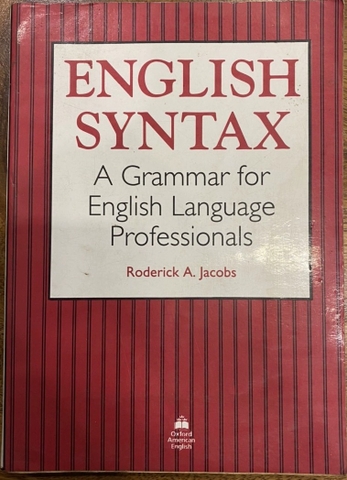 ENGLISH
SYNTAX
A Grammar for
English Language
Professionals
Roderick A. Jacobs
Oxford
American
English